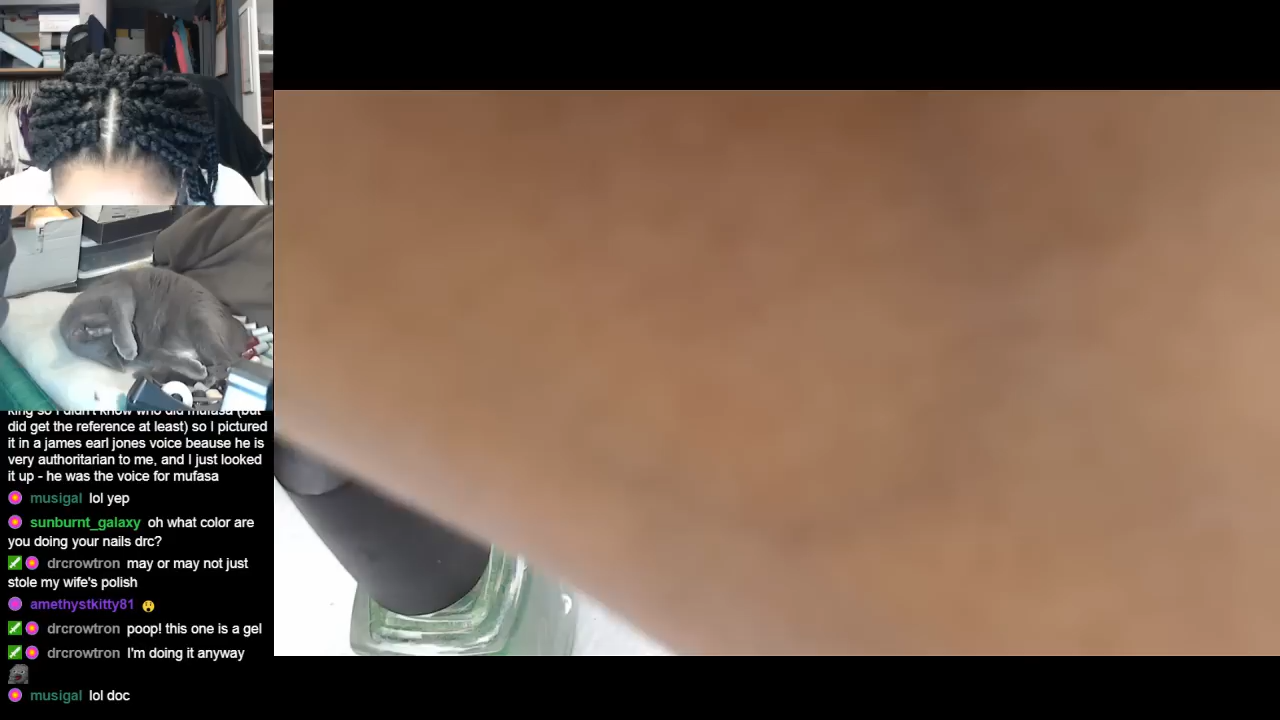 king so I didn't know who did mufasa (but
did get the reference at least) so I pictured
it in a james earl jones voice beause he is
very authoritarian to me, and I just looked
it up - he was the voice for mufasa
musigal lol yep
sunburnt_galaxy oh what color are
you doing your nails drc?
drcrowtron may or may not just
stole my wife's polish
amethystkitty81
drcrowtron poop! this one is a gel
drcrowtron I'm doing it anyway
musigal lol doc